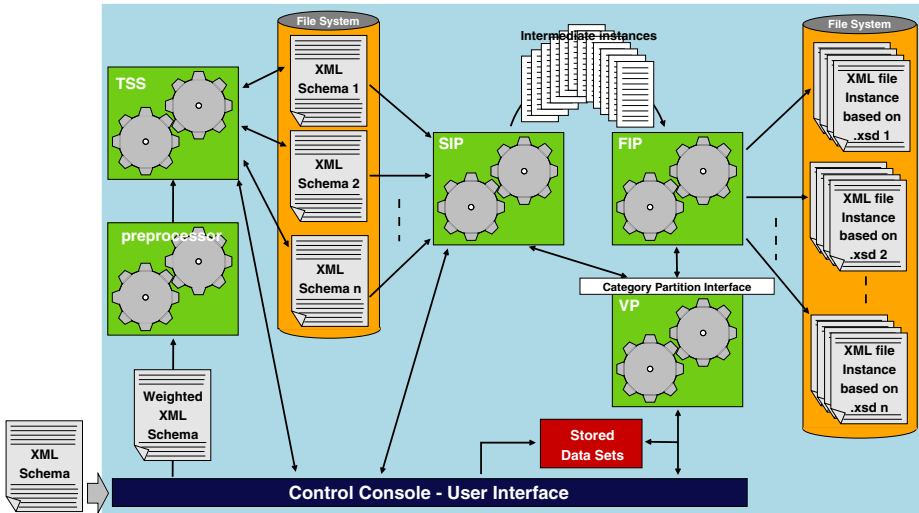 File System
XML
Schema 1
XML
Schema 2
XML
Schema n
TSS
preprocessor
Weighted
XML
Schema
XML
Schema
Intermediate instances
SIP
FIP
Category Partition Interface
VP
Stored
Data Sets
Control Console - User Interface
File System
XML file
Instance
based on
.xsd 1
XML file
Instance
based on
.xsd 2
XML file
Instance
based on
.xsd n